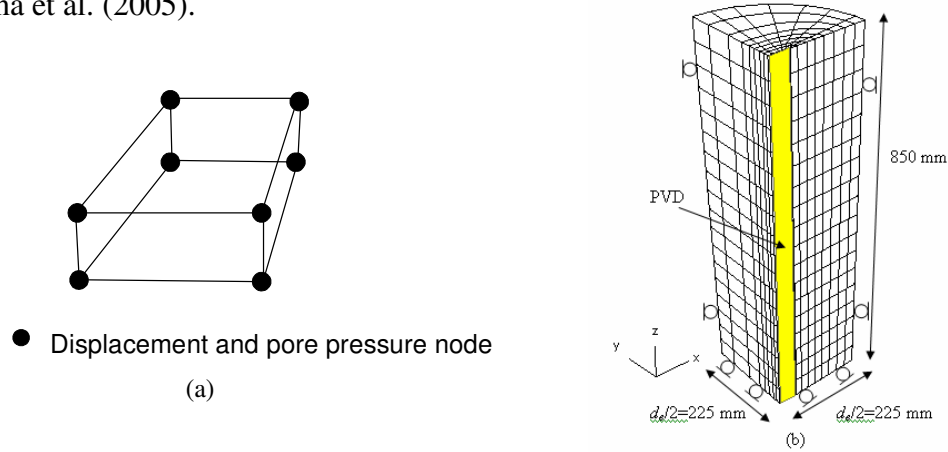 na et al. (2005).
Displacement and pore pressure node
(a)
850 mm
PVD
z
y
x
de/2=225 mm
de/2=225 mm
(b)